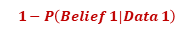 1 − P(Belief 1|Data 1)